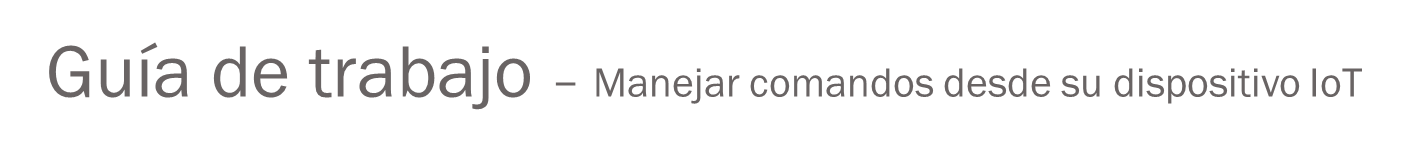 Guía de trabajo – Manejar comandos desde su dispositivo IoT